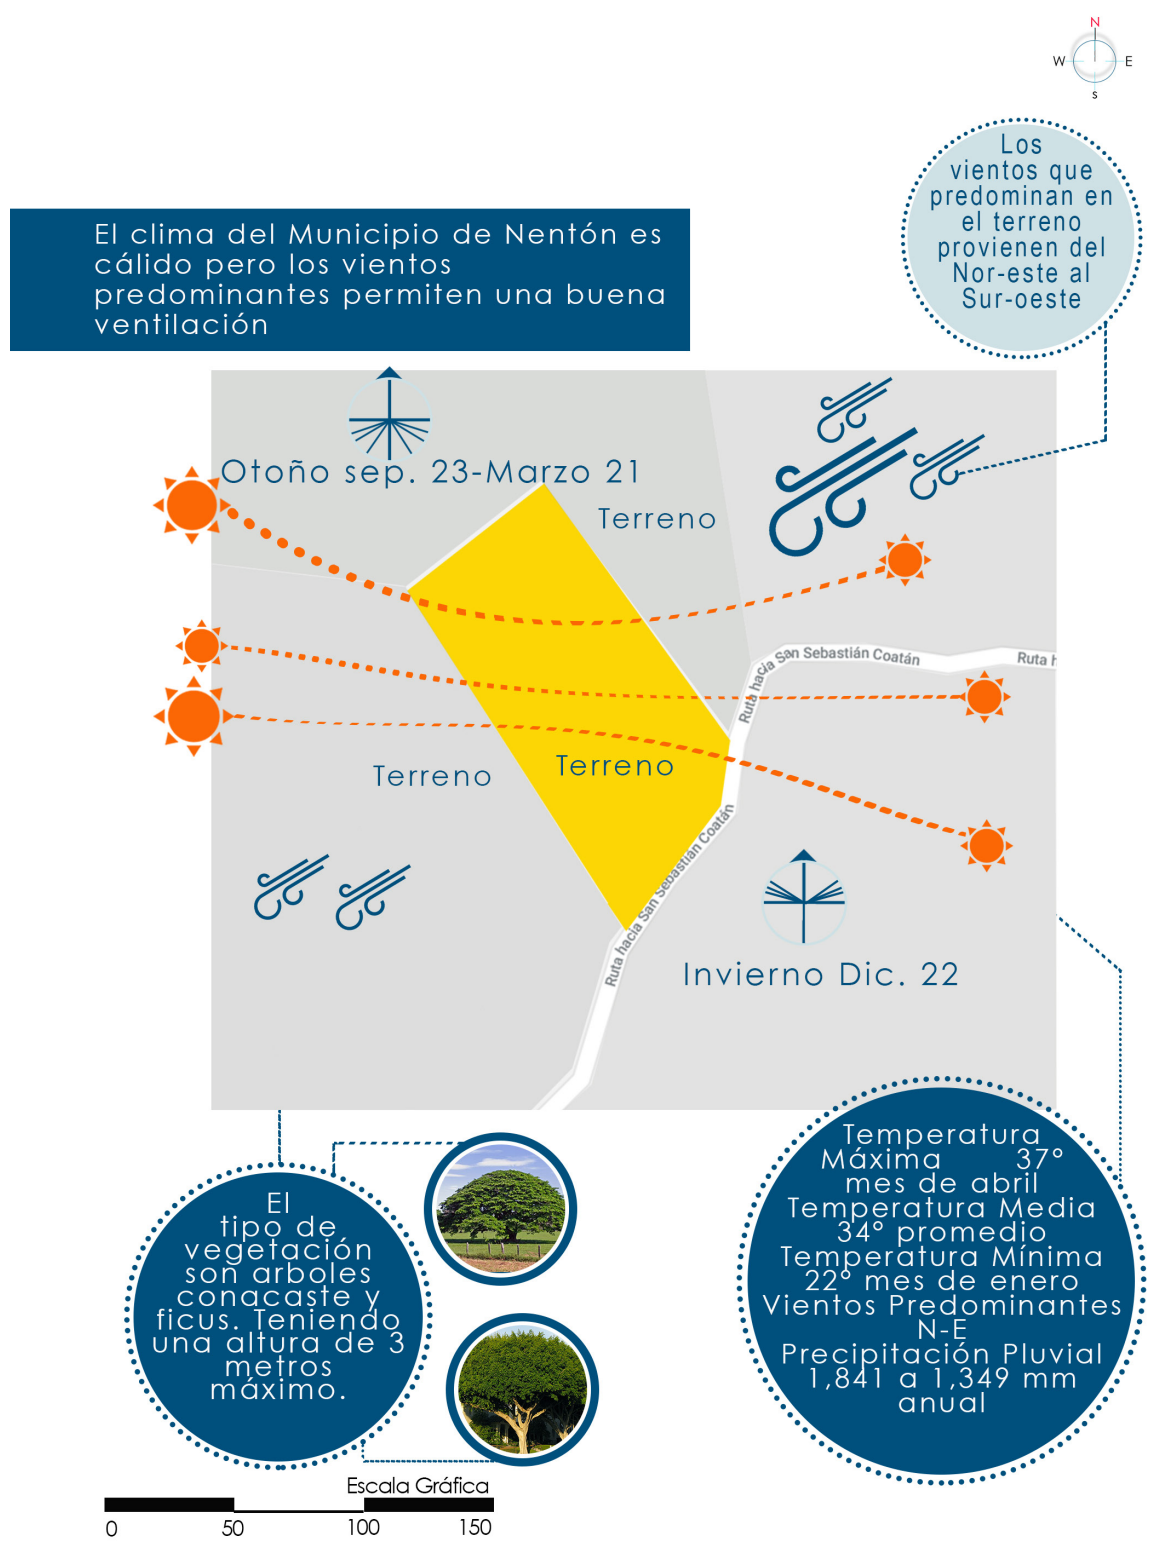 N
W
E
S
Los
vientos que
predominan en
el terreno
provienen del
Nor-este al
Sur-oeste
El clima del Municipio de Nentón es
cálido pero los vientos
predominantes permiten una buena
ventilación
Otoño sep. 23-Marzo 21
Terreno
Ruta hacia San Sebastián Coatán
Ruta h
Terreno
Terreno
Ruta hacia San Sebastián Coatán
Invierno Dic. 22
El
tipo de
vegetación
son arboles
conacaste y
ficus. Teniendo
una altura de 3
metros
máximo.
Temperatura
Máxima 37°
mes de abril
Temperatura Media
34° promedio
Temperatura Mínima
22° mes de enero
Vientos Predominantes
N-E
Precipitación Pluvial
1,841 a 1,349 mm
anual
Escala Gráfica
0 50 100 150